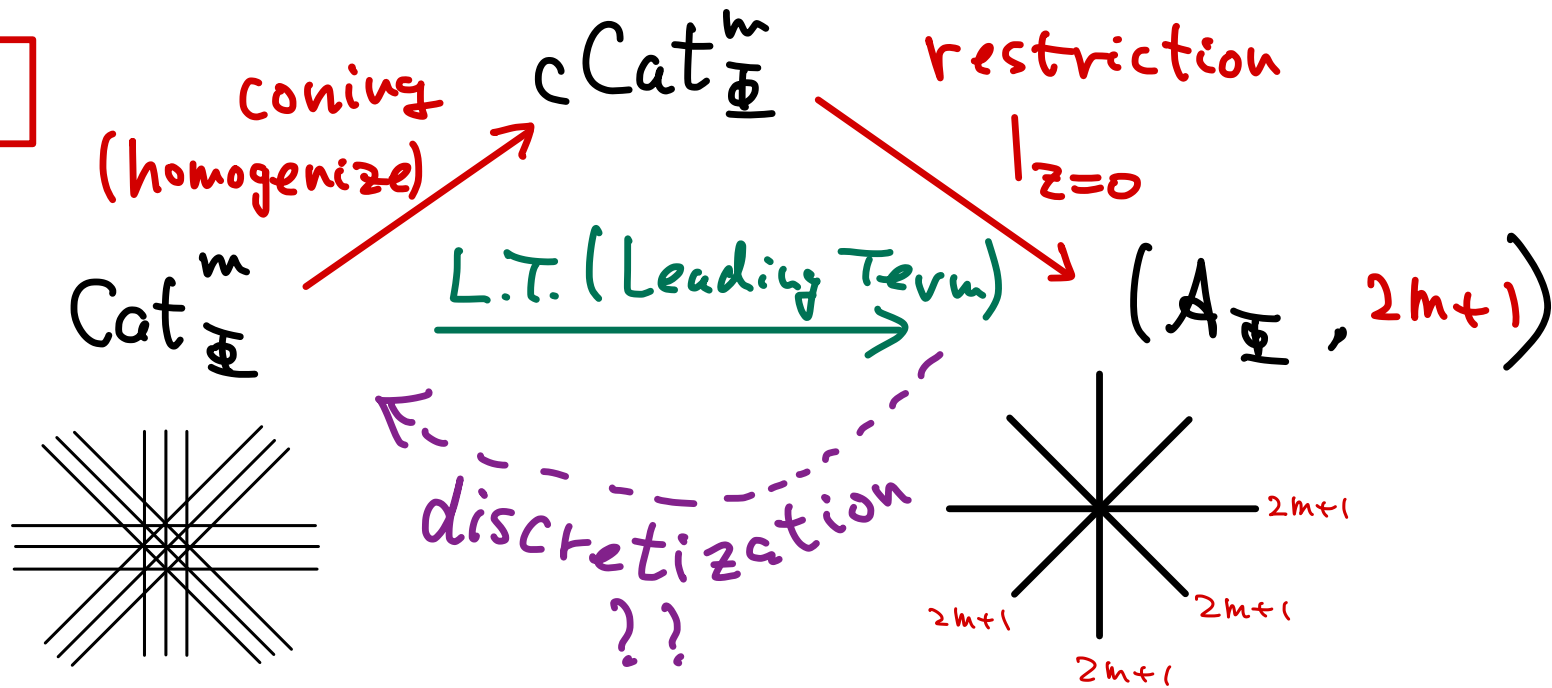 cCat^m_Φ
restriction
|z=0
coning
(homogenize)
Cat^m_Φ
L.T. (Leading Term)
(A_Φ, 2m+1)
discretization
??
2m+1
2m+1
2m+1
2m+1